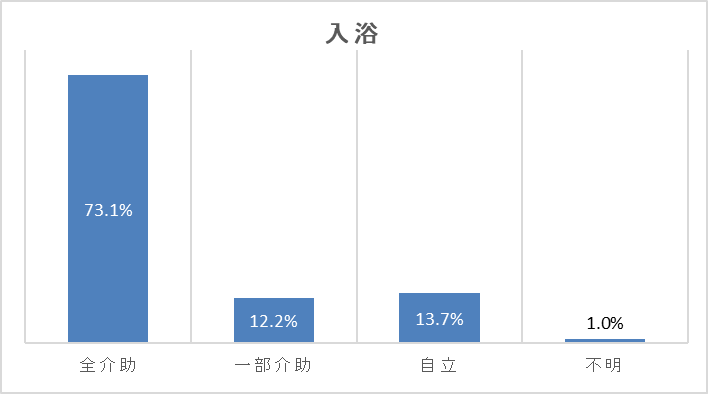 入浴
73.1%
12.2%
13.7%
1.0%
全介助
一部介助
自立
不明